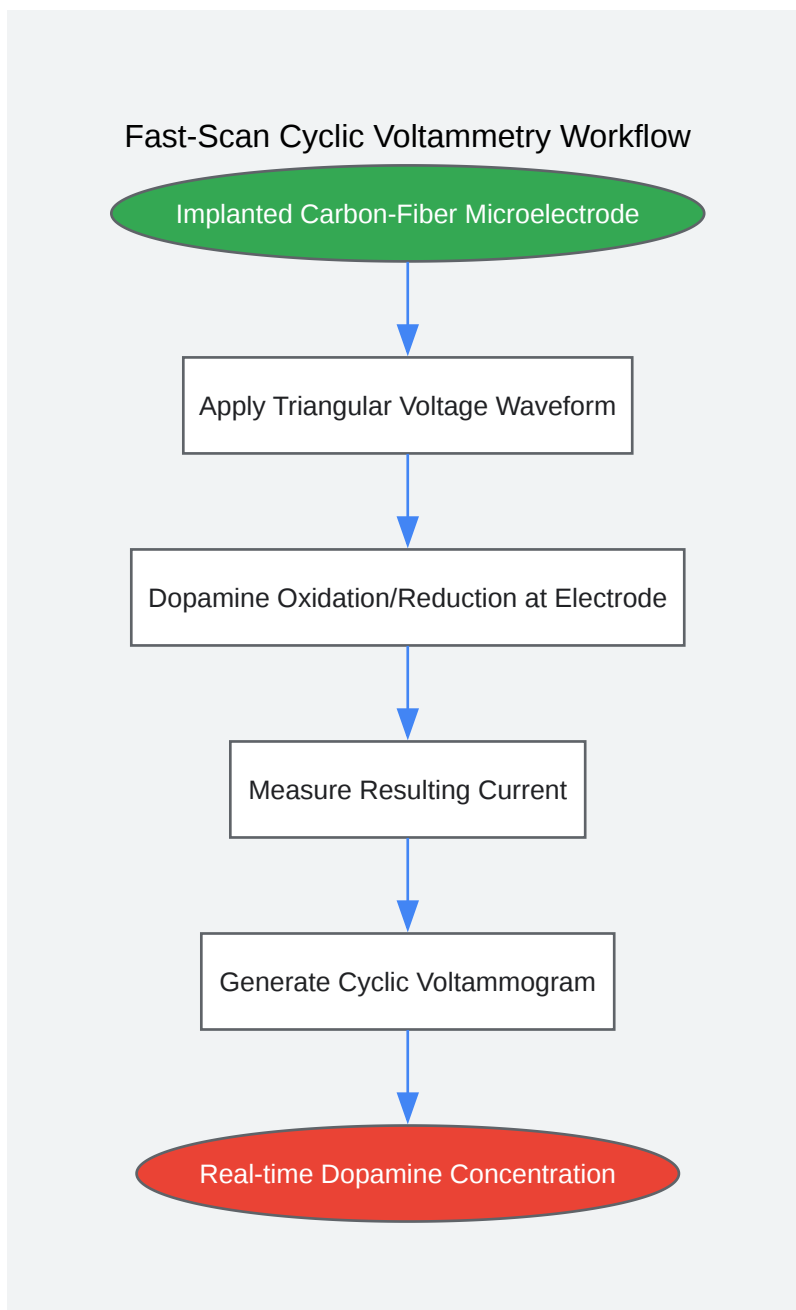 Fast-Scan Cyclic Voltammetry Workflow
Implanted Carbon-Fiber Microelectrode
Apply Triangular Voltage Waveform
Dopamine Oxidation/Reduction at Electrode
Measure Resulting Current
Generate Cyclic Voltammogram
Real-time Dopamine Concentration